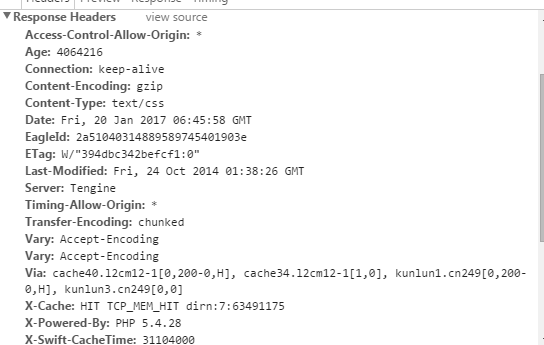 Headers Preview Response Timing
Response Headers view source
Access-Control-Allow-Origin: *
Age: 4064216
Connection: keep-alive
Content-Encoding: gzip
Content-Type: text/css
Date: Fri, 20 Jan 2017 06:45:58 GMT
EagleId: 2a51040314889589745401903e
ETag: W/"394dbc342befcf1:0"
Last-Modified: Fri, 24 Oct 2014 01:38:26 GMT
Server: Tengine
Timing-Allow-Origin: *
Transfer-Encoding: chunked
Vary: Accept-Encoding
Vary: Accept-Encoding
Via: cache40.l2cm12-1[0,200-0,H], cache34.l2cm12-1[1,0], kunlun1.cn249[0,200-
0,H], kunlun3.cn249[0,0]
X-Cache: HIT TCP_MEM_HIT dirn:7:63491175
X-Powered-By: PHP 5.4.28
X-Swift-CacheTime: 31104000